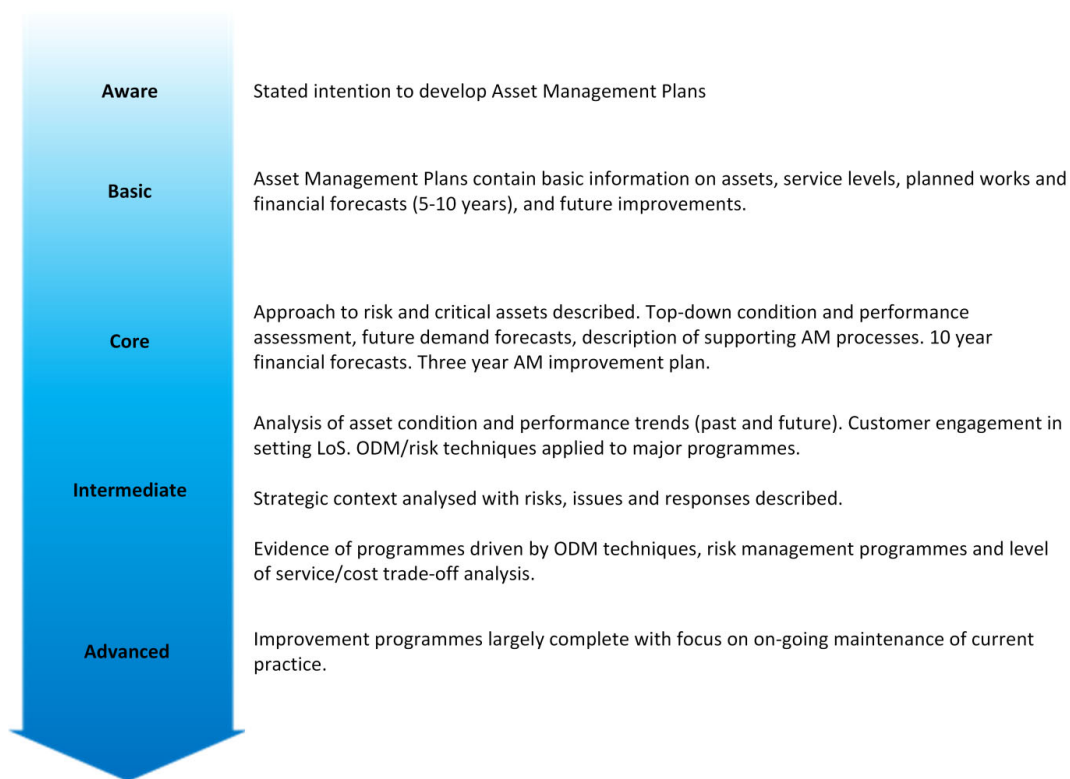 Aware
Stated intention to develop Asset Management Plans
Basic
Asset Management Plans contain basic information on assets, service levels, planned works and
financial forecasts (5-10 years), and future improvements.
Core
Approach to risk and critical assets described. Top-down condition and performance
assessment, future demand forecasts, description of supporting AM processes. 10 year
financial forecasts. Three year AM improvement plan.
Intermediate
Analysis of asset condition and performance trends (past and future). Customer engagement in
setting LoS. ODM/risk techniques applied to major programmes.
Strategic context analysed with risks, issues and responses described.
Evidence of programmes driven by ODM techniques, risk management programmes and level
of service/cost trade-off analysis.
Advanced
Improvement programmes largely complete with focus on on-going maintenance of current
practice.